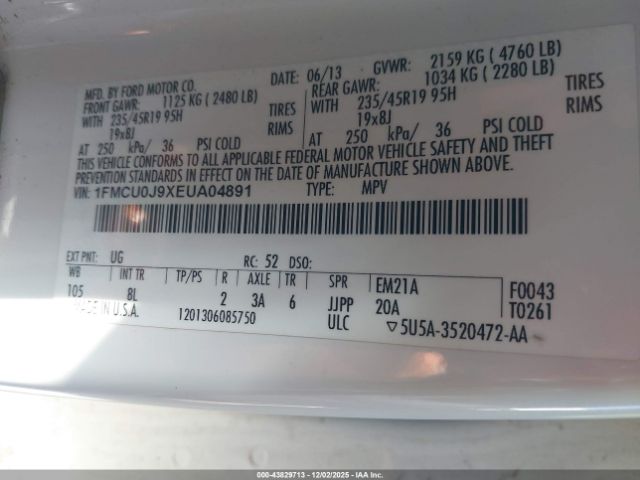 MFD. BY FORD MOTOR CO.
DATE: 06/13
GVWR: 2159 KG ( 4760 LB)
FRONT GAWR: 1125 KG ( 2480 LB)
REAR GAWR: 1034 KG ( 2280 LB)
WITH 235/45R19 95H TIRES
WITH 235/45R19 95H TIRES
19x8J RIMS
19x8J RIMS
AT 250 kPa/ 36 PSI COLD
AT 250 kPa/ 36 PSI COLD
THIS VEHICLE CONFORMS TO ALL APPLICABLE FEDERAL MOTOR VEHICLE SAFETY AND THEFT
PREVENTION STANDARDS IN EFFECT ON THE DATE OF MANUFACTURE SHOWN ABOVE.
VIN: 1FMCU0J9XEUA04891
TYPE: MPV
EXT PNT: UG RC: 52 DSO:
WB INT TR TP/PS R AXLE TR SPR EM21A F0043
105 8L 2 3A 6 JJPP 20A T0261
MADE IN U.S.A. 1201306085750 ULC ▽5U5A-3520472-AA
© 2025 - 43829713 - 12/02/2025 - IAA, Inc.